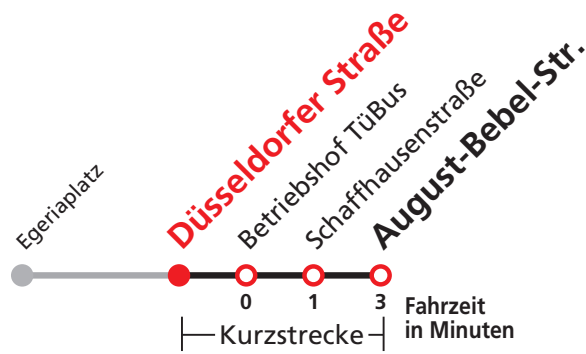 Egeriaplatz
Düsseldorfer Straße
Betriebshof TüBus
Schaffhausenstraße
August-Bebel-Str.
0 1 3 Fahrzeit
in Minuten
Kurzstrecke